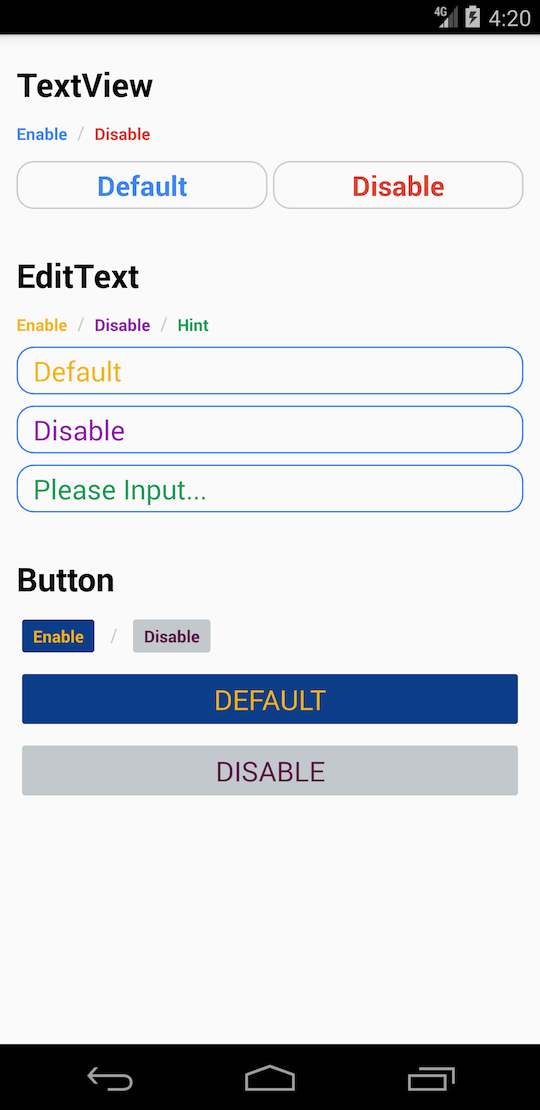 4G 4:20
TextView
Enable / Disable
Default Disable
EditText
Enable / Disable / Hint
Default
Disable
Please Input...
Button
Enable / Disable
DEFAULT
DISABLE